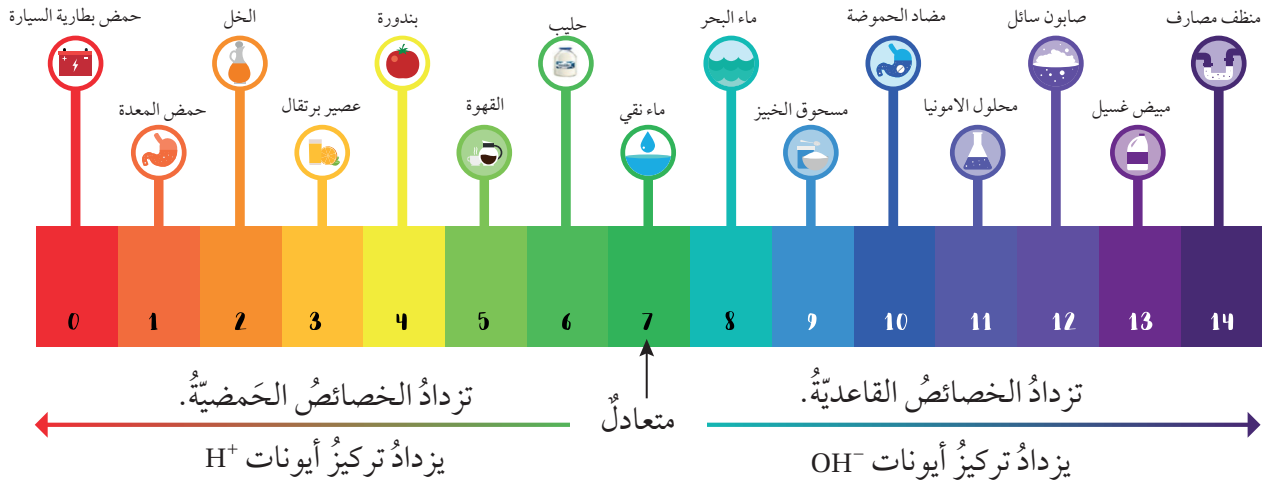 حمض بطارية السيارة
الخل
بندورة
حليب
ماء البحر
مضاد الحموضة
صابون سائل
منظف مصارف
حمض المعدة
عصير برتقال
القهوة
ماء نقي
مسحوق الخبيز
محلول الامونيا
مبيض غسيل
0 1 2 3 4 5 6 7 8 9 10 11 12 13 14
تزدادُ الخصائصُ الحَمضيّةُ.
متعادلٌ
تزدادُ الخصائصُ القاعديّةُ.
يزدادُ تركيزُ أيونات H⁺
يزدادُ تركيزُ أيونات OH⁻